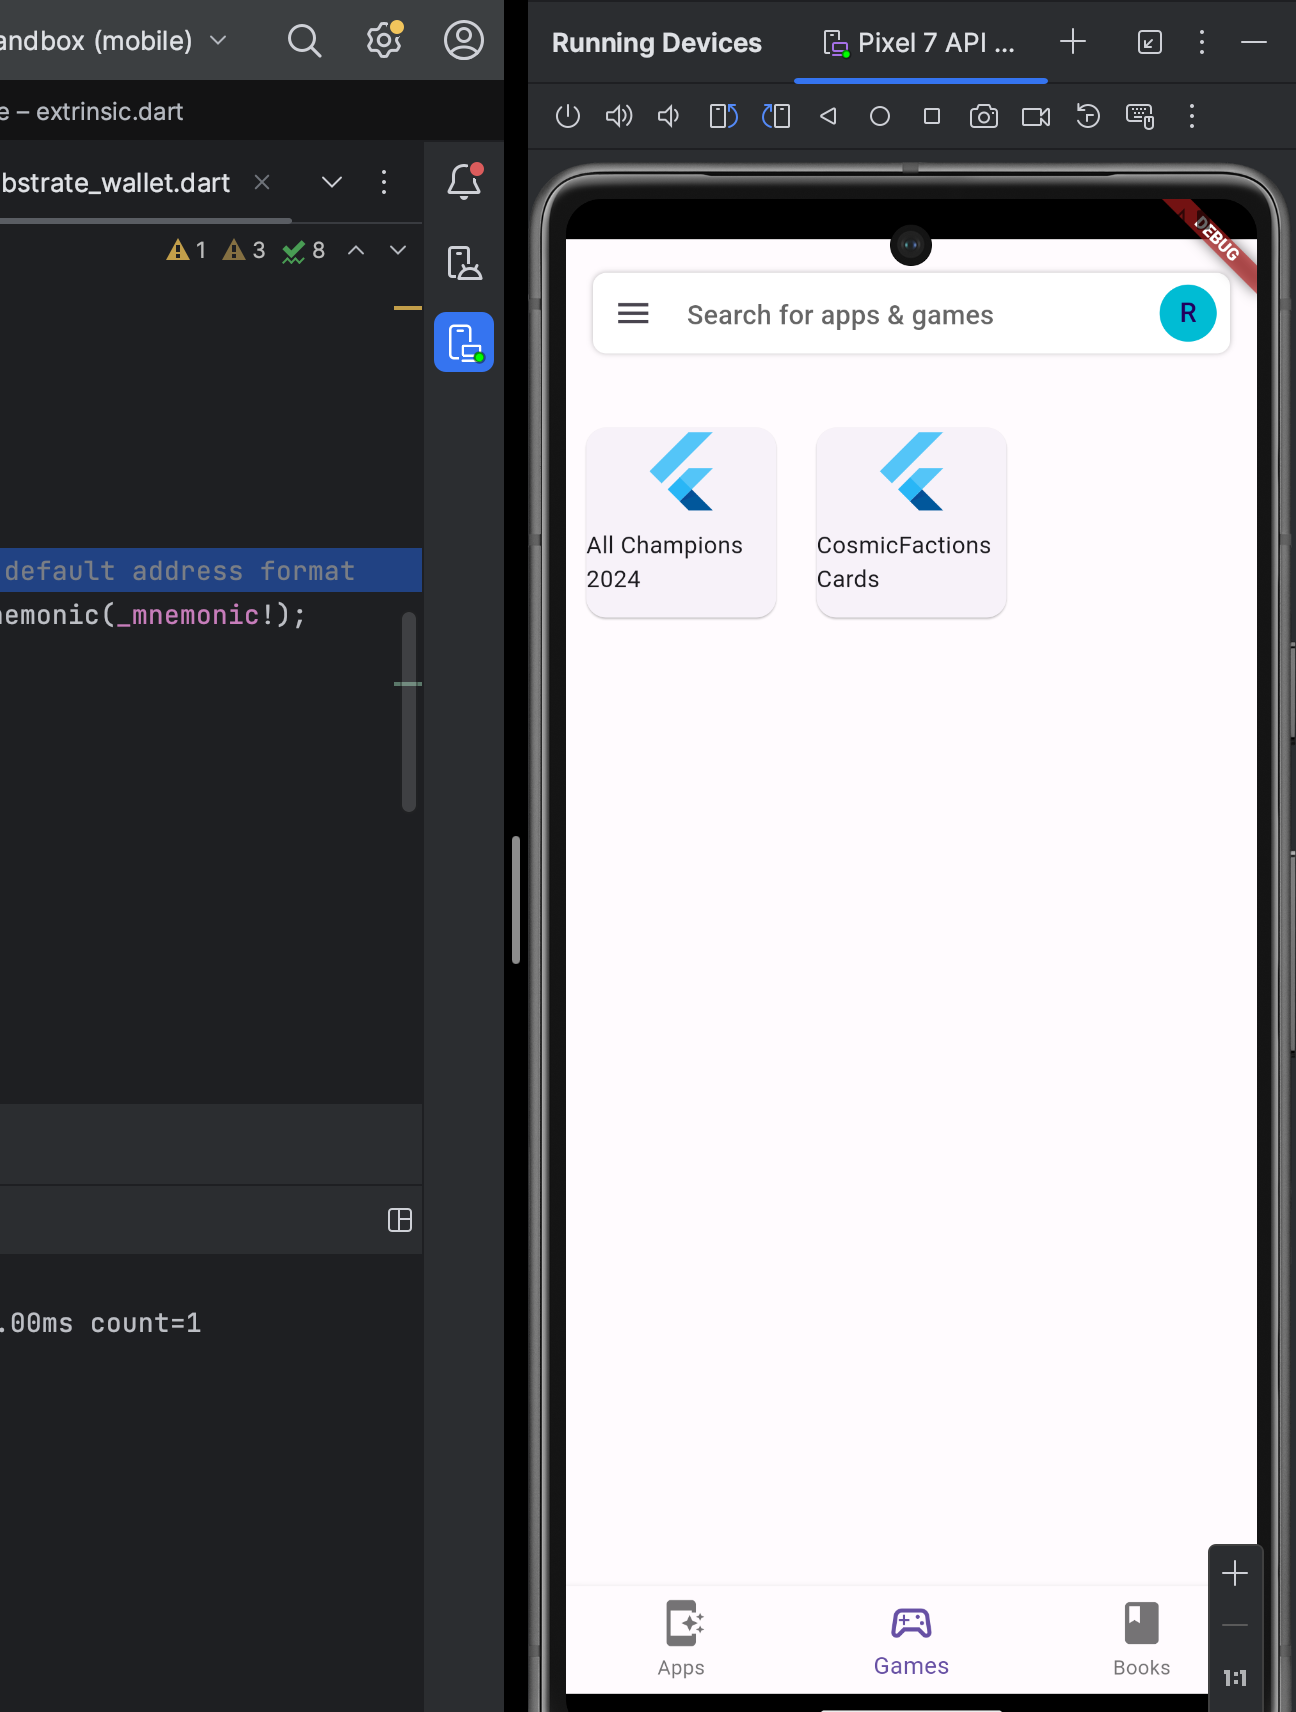 andbox (mobile)
e – extrinsic.dart
bstrate_wallet.dart
1 3 8
default address format
nemonic(_mnemonic!);
.00ms count=1
Running Devices
Pixel 7 API ...
DEBUG
Search for apps & games
R
All Champions
2024
CosmicFactions
Cards
Apps
Games
Books
1:1